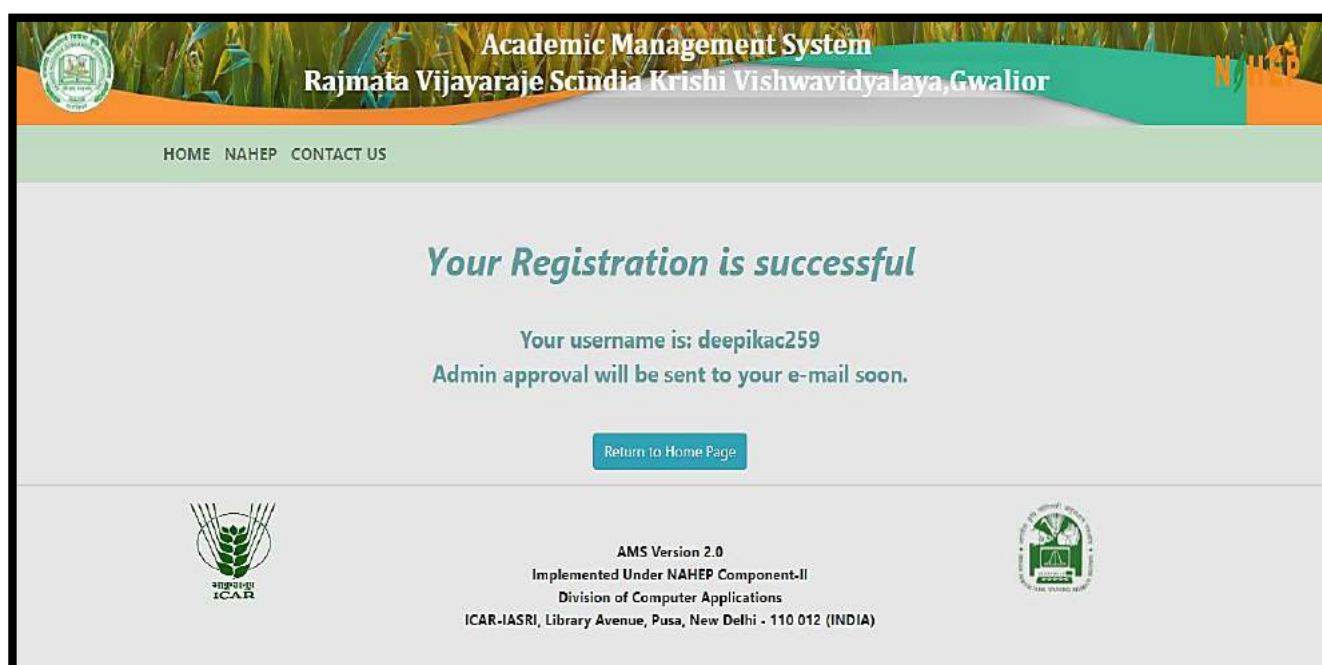 Academic Management System
Rajmata Vijayaraje Scindia Krishi Vishwavidyalaya,Gwalior
NAHEP
HOME NAHEP CONTACT US
Your Registration is successful
Your username is: deepikac259
Admin approval will be sent to your e-mail soon.
Return to Home Page
ICAR
AMS Version 2.0
Implemented Under NAHEP Component-II
Division of Computer Applications
ICAR-IASRI, Library Avenue, Pusa, New Delhi - 110 012 (INDIA)